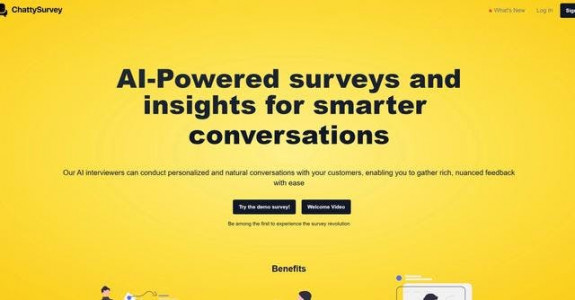 ChattySurvey
What's New
Log In
AI-Powered surveys and
insights for smarter
conversations
Our AI interviewers can conduct personalized and natural conversations with your customers, enabling you to gather rich, nuanced feedback
with ease
Try the demo survey!
Welcome Video
Be among the first to experience the survey revolution
Benefits